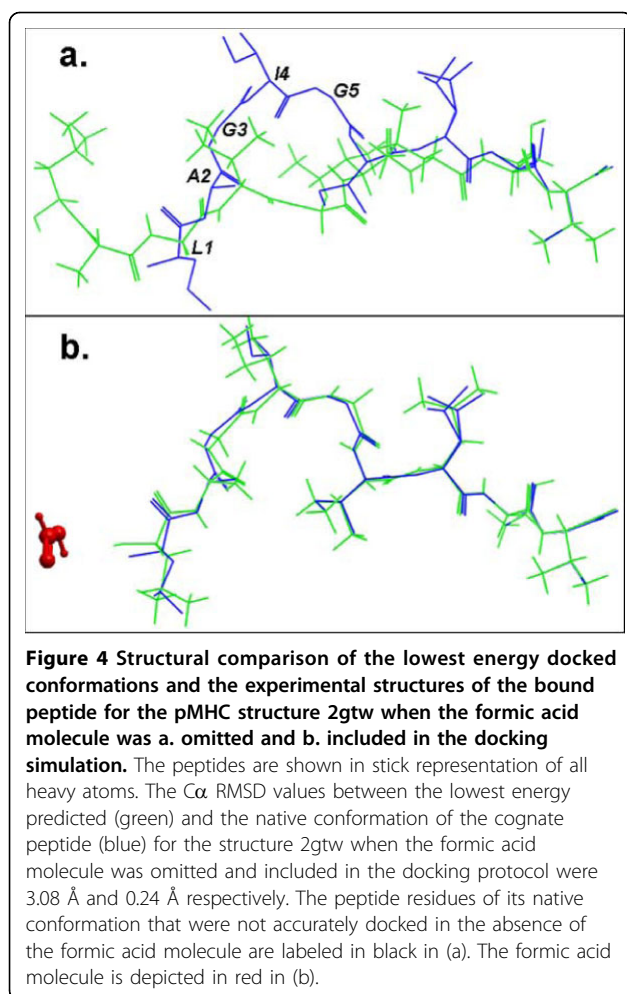 a.
I4
G5
G3
A2
L1
b.
Figure 4 Structural comparison of the lowest energy docked
conformations and the experimental structures of the bound
peptide for the pMHC structure 2gtw when the formic acid
molecule was a. omitted and b. included in the docking
simulation. The peptides are shown in stick representation of all
heavy atoms. The Cα RMSD values between the lowest energy
predicted (green) and the native conformation of the cognate
peptide (blue) for the structure 2gtw when the formic acid
molecule was omitted and included in the docking protocol were
3.08 Å and 0.24 Å respectively. The peptide residues of its native
conformation that were not accurately docked in the absence of
the formic acid molecule are labeled in black in (a). The formic acid
molecule is depicted in red in (b).